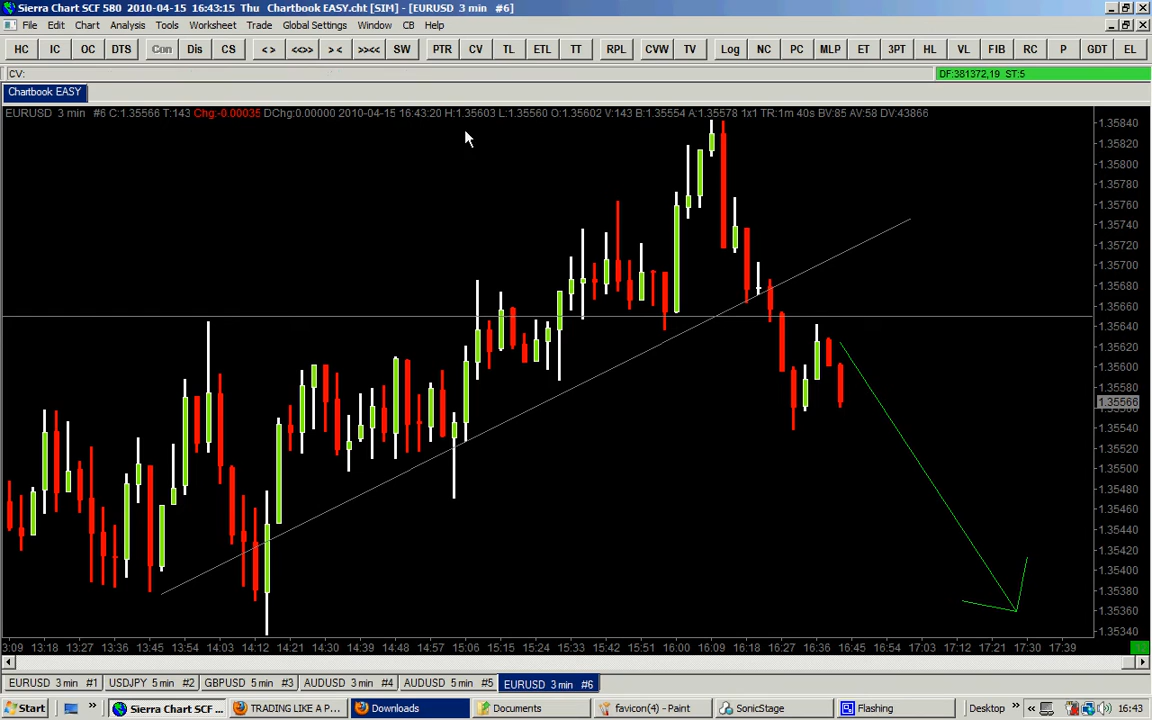 Sierra Chart SCF 580 2010-04-15 16:43:15 Thu Chartbook EASY.cht [SIM] - [EURUSD 3 min #6]
File Edit Chart Analysis Tools Worksheet Trade Global Settings Window CB Help
HC IC OC DTS Con Dis CS < > <<>> > < >><< SW PTR CV TL ETL TT RPL CVW TV Log NC PC MLP ET 3PT HL VL FIB RC P GDT EL
CV: DF:381372,19 ST:5
Chartbook EASY
EURUSD 3 min #6 C:1.35566 T:143 Chg:-0.00035 DChg:0.00000 2010-04-15 16:43:20 H:1.35603 L:1.35560 O:1.35602 V:143 B:1.35554 A:1.35578 1x1 TR:1m 40s BV:85 AV:58 DV:43866
1.35840
1.35820
1.35800
1.35780
1.35760
1.35740
1.35720
1.35700
1.35680
1.35660
1.35640
1.35620
1.35600
1.35580
1.35566
1.35540
1.35520
1.35500
1.35480
1.35460
1.35440
1.35420
1.35400
1.35380
1.35360
1.35340
3:09 13:18 13:27 13:36 13:45 13:54 14:03 14:12 14:21 14:30 14:39 14:48 14:57 15:06 15:15 15:24 15:33 15:42 15:51 16:00 16:09 16:18 16:27 16:36 16:45 16:54 17:03 17:12 17:21 17:30 17:39
EURUSD 3 min #1 USDJPY 5 min #2 GBPUSD 5 min #3 AUDUSD 3 min #4 AUDUSD 5 min #5 EURUSD 3 min #6
Start » Sierra Chart SCF ... TRADING LIKE A P... Downloads Documents favicon(4) - Paint SonicStage Flashing Desktop » « 16:43